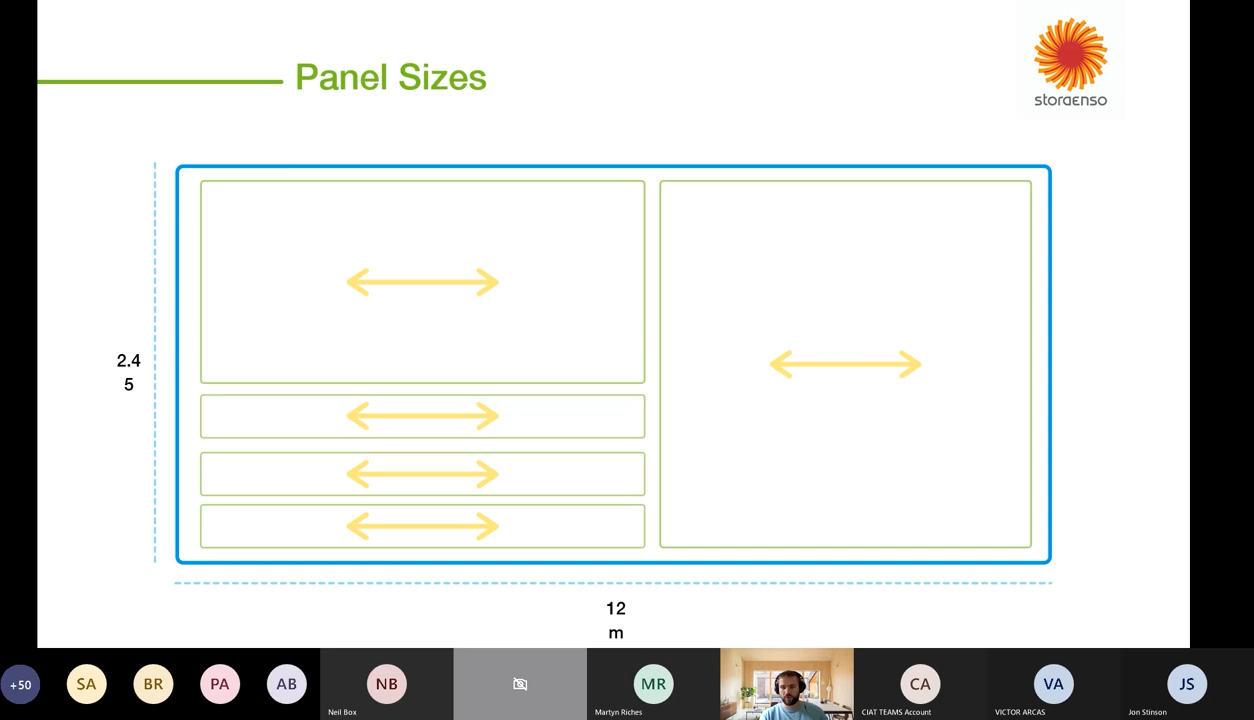 Panel Sizes
storaenso
2.4
5
12
m
+50
SA
BR
PA
AB
NB
MR
CA
VA
JS
Neil Box
Martyn Riches
CIAT TEAMS Account
VICTOR ARCAS
Jon Stinson